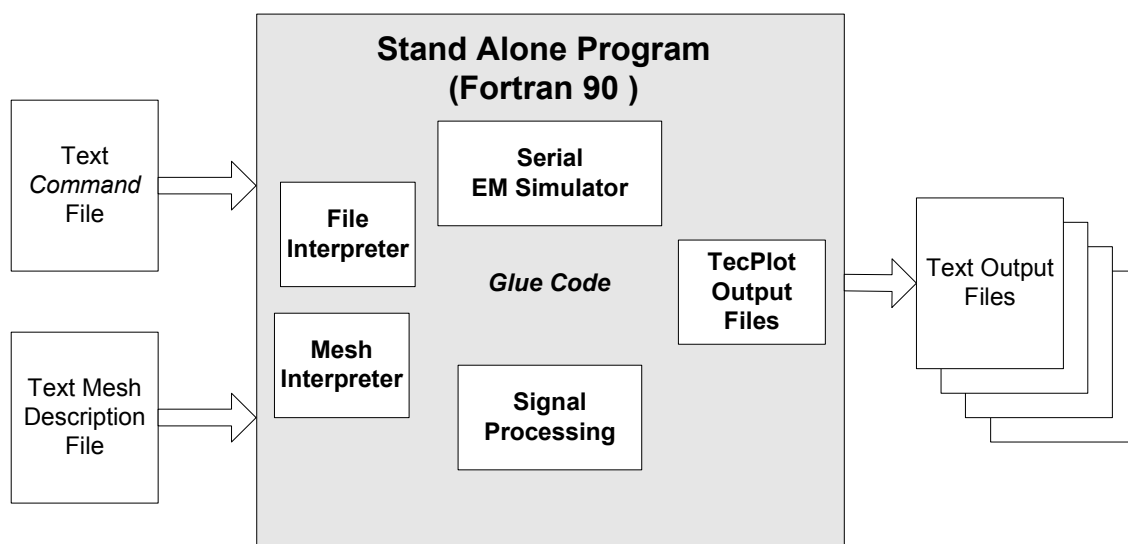 Stand Alone Program
(Fortran 90 )
Text
Command
File
Serial
EM Simulator
File
Interpreter
Glue Code
TecPlot
Output
Files
Text Output
Files
Mesh
Interpreter
Text Mesh
Description
File
Signal
Processing